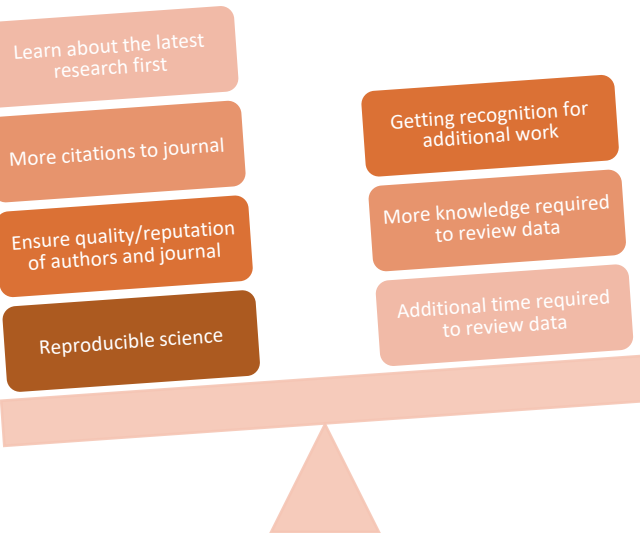 Learn about the latest
research first
More citations to journal
Ensure quality/reputation
of authors and journal
Reproducible science
Getting recognition for
additional work
More knowledge required
to review data
Additional time required
to review data